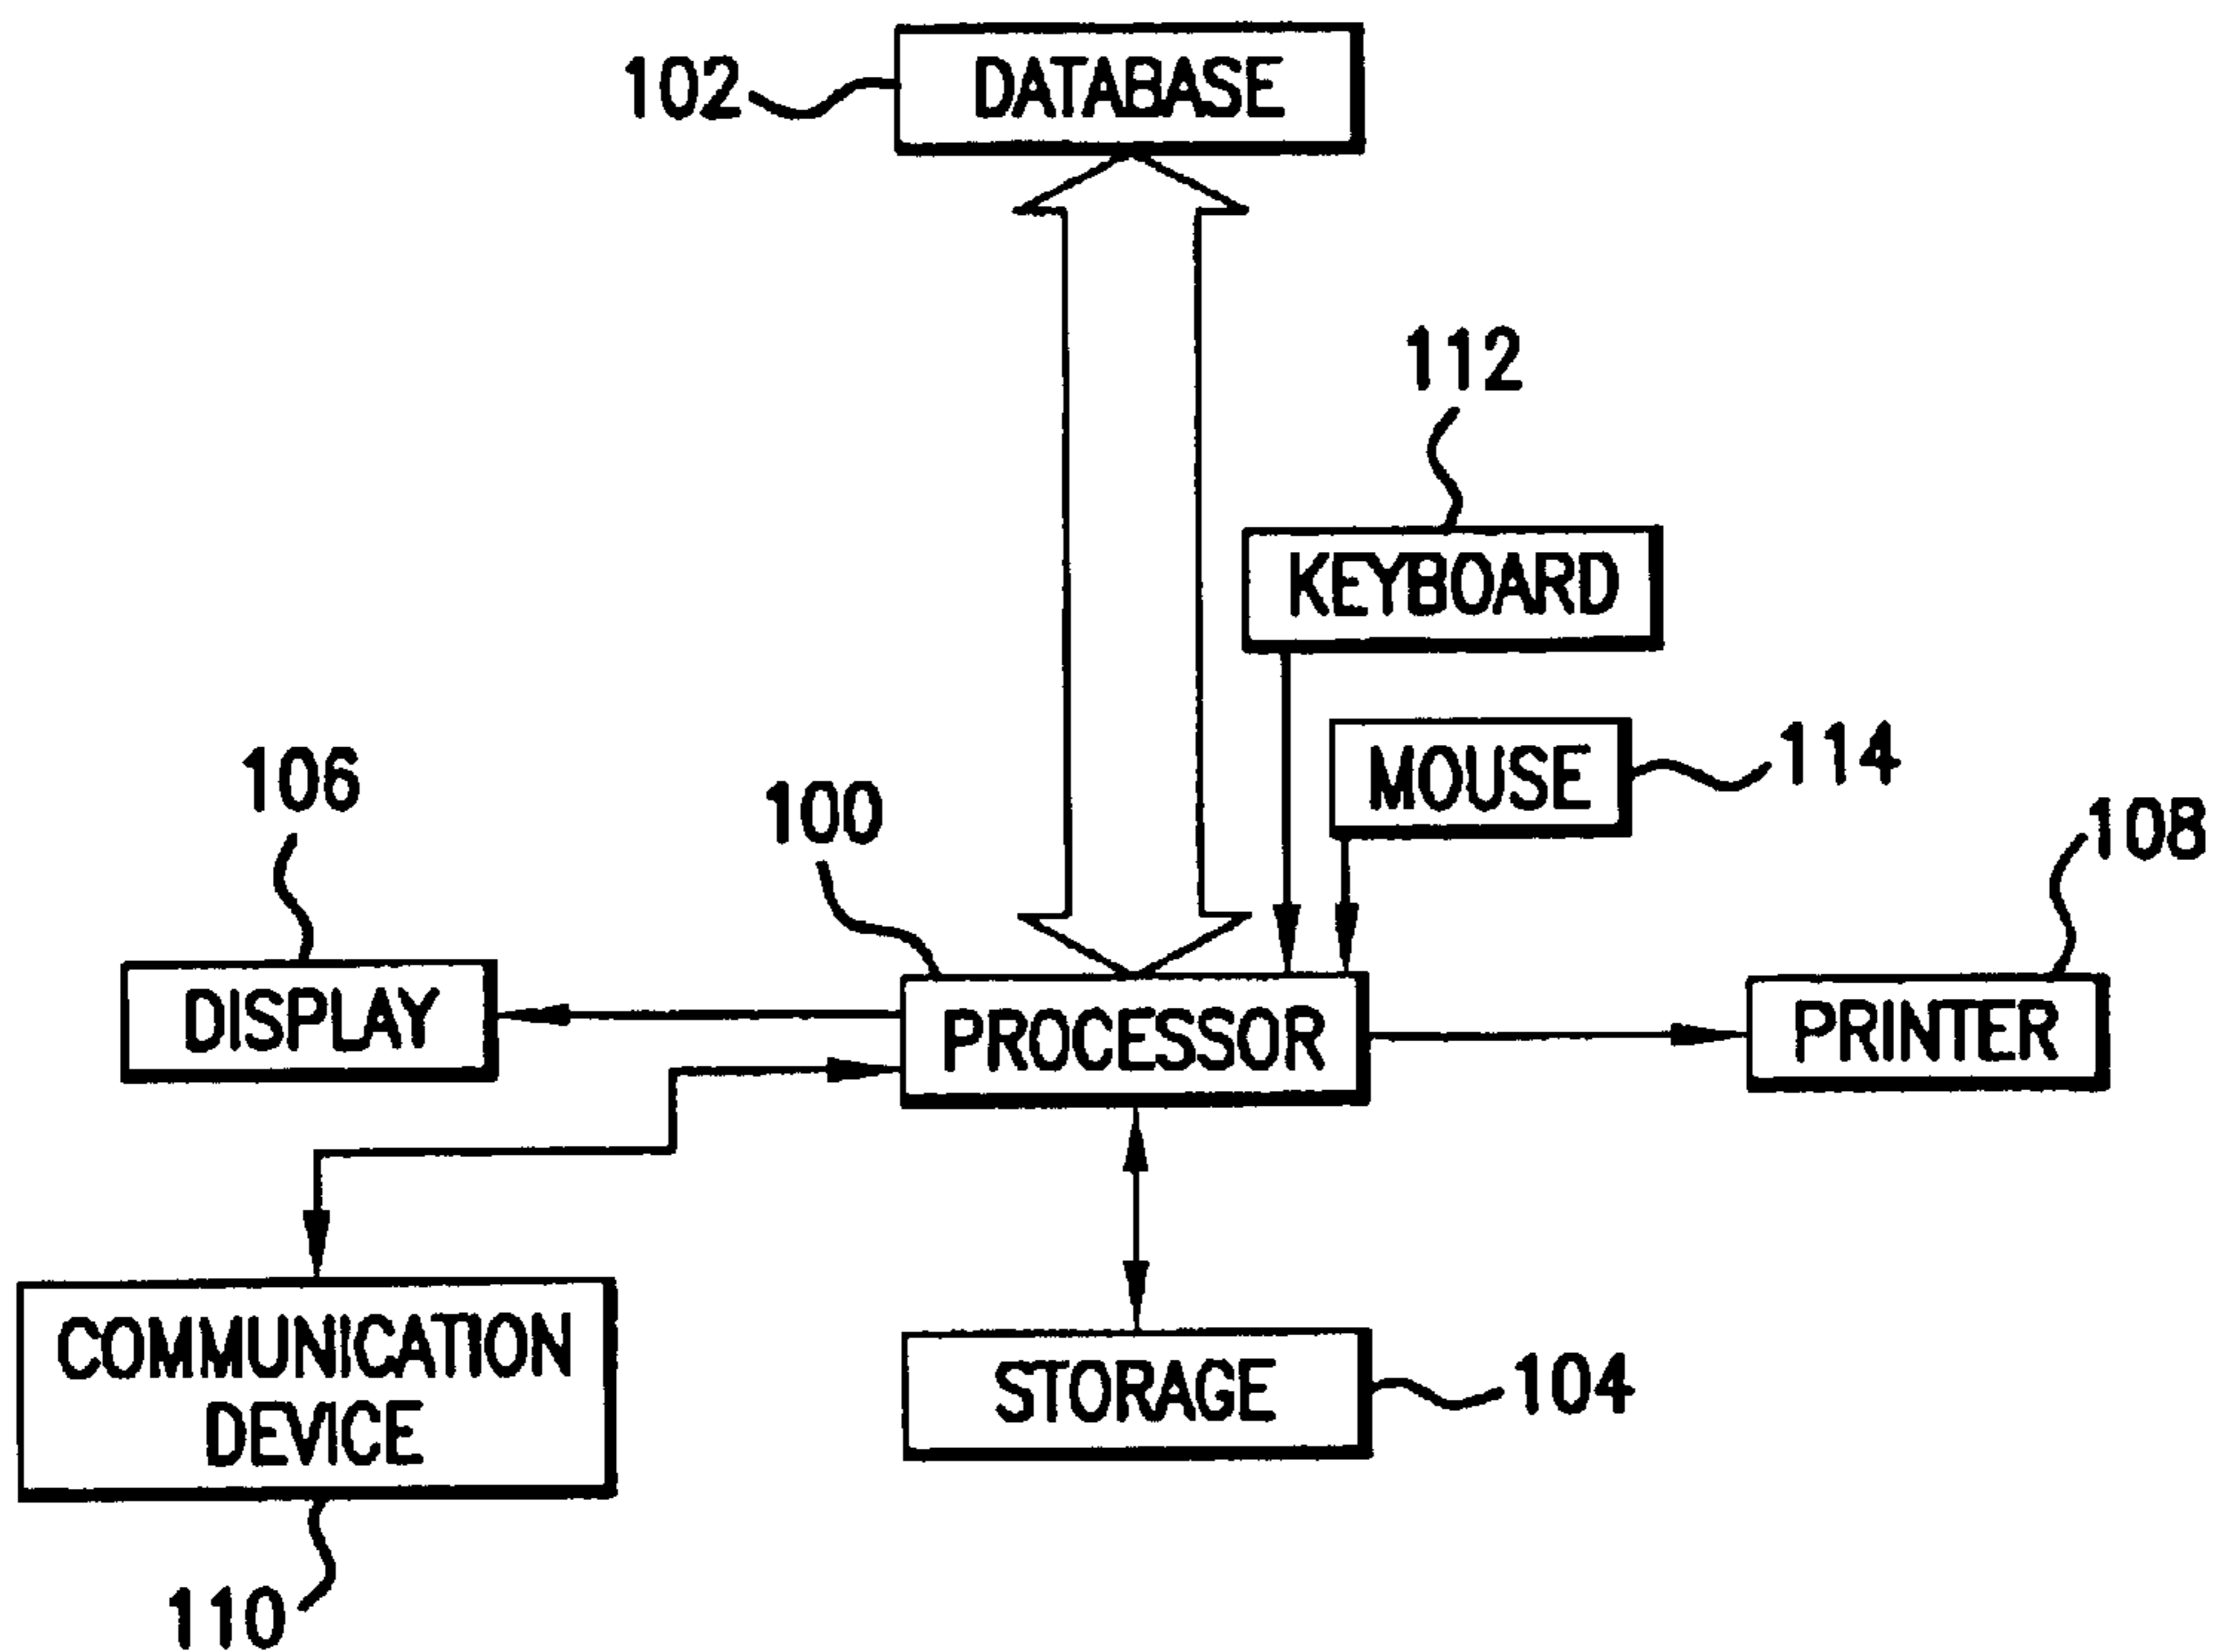 102
DATABASE
112
KEYBOARD
106
100
MOUSE
114
108
DISPLAY
PROCESSOR
PRINTER
COMMUNICATION
DEVICE
STORAGE
104
110